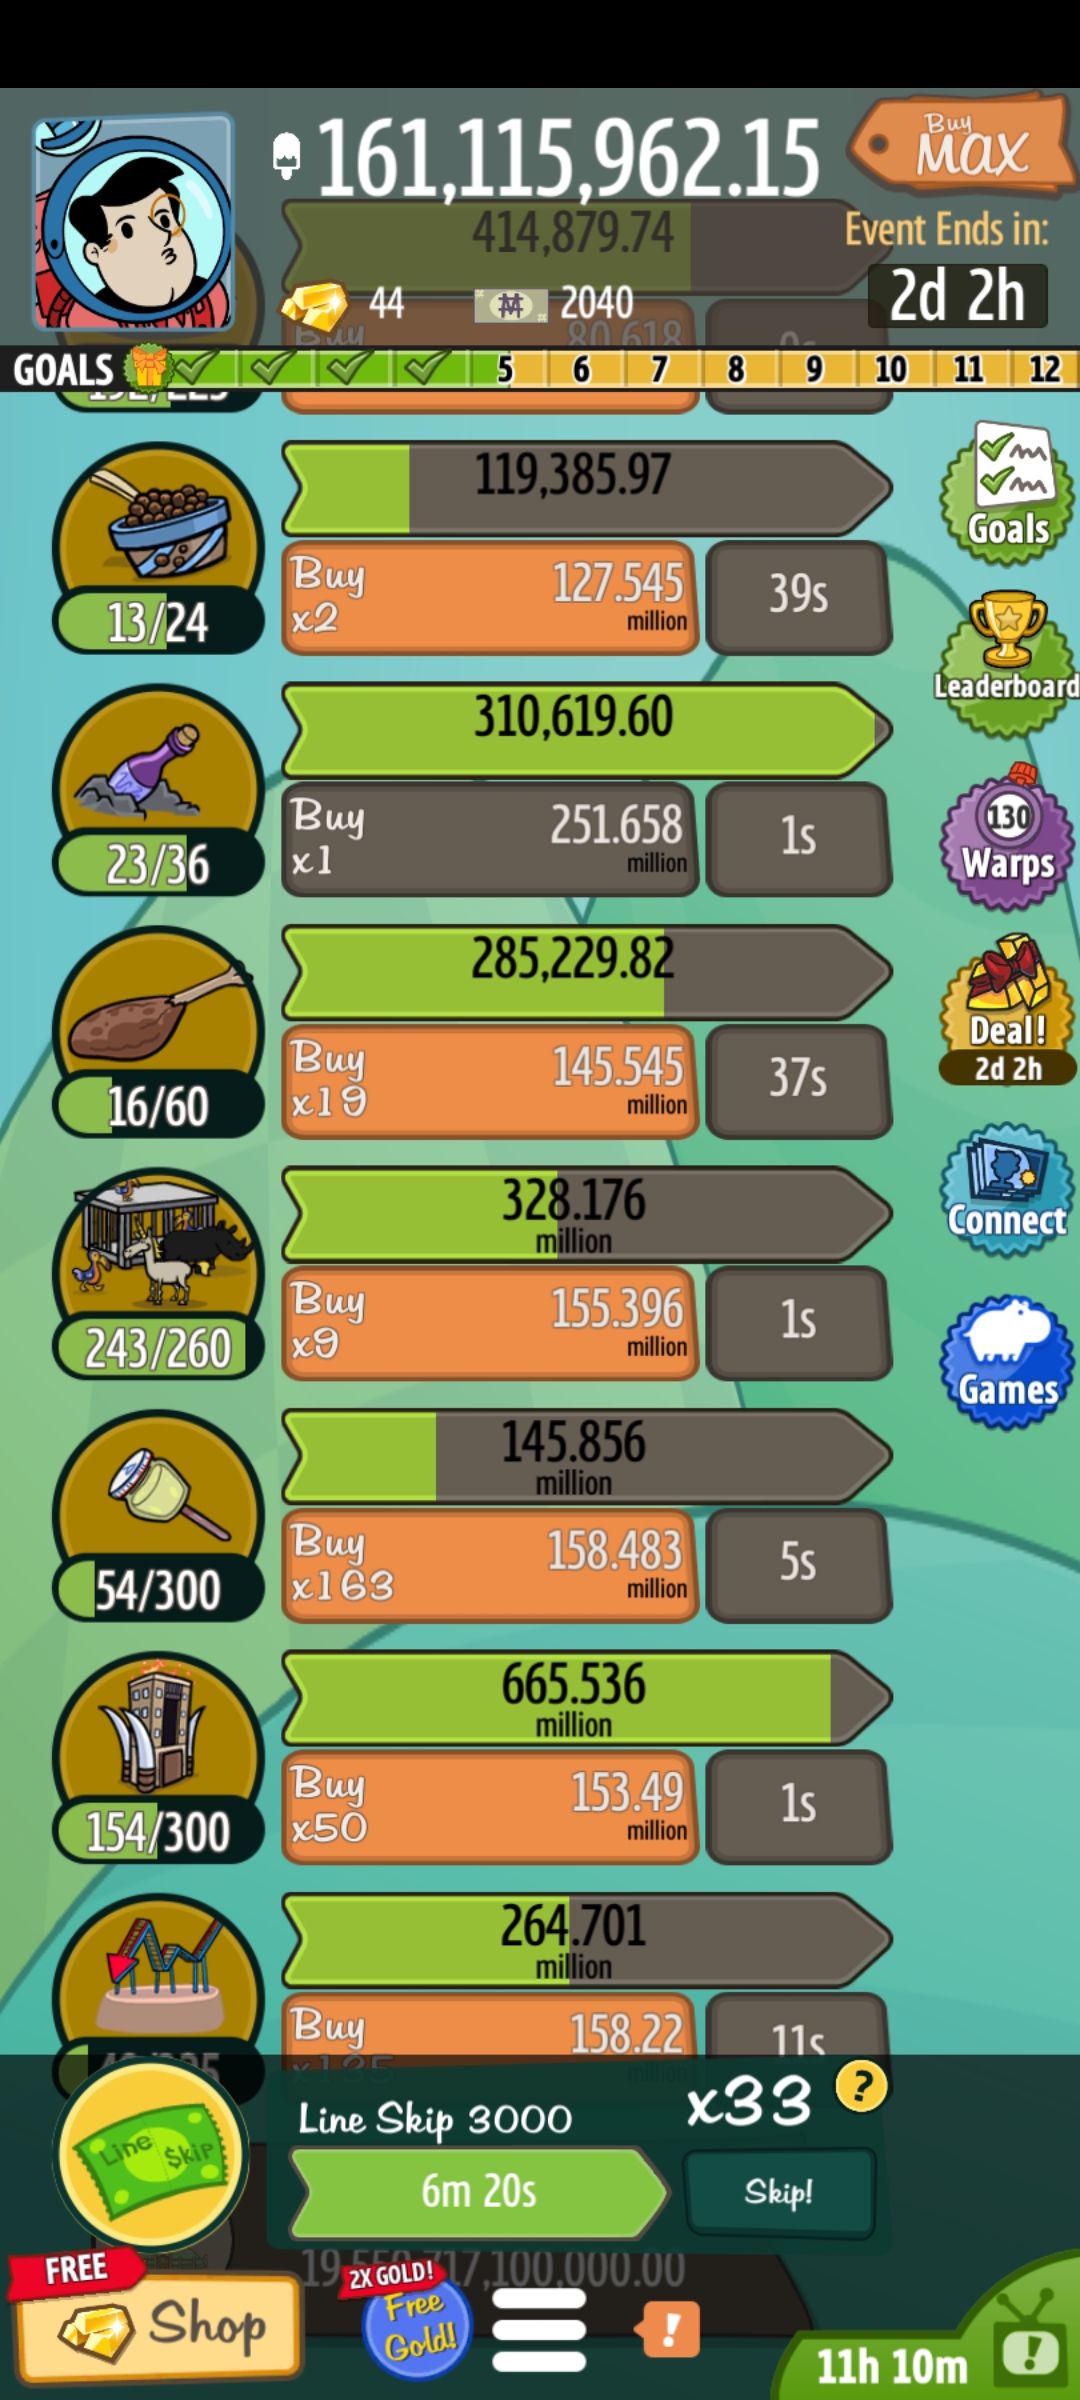 161,115,962.15
Buy
MAX
414,879.74
Event Ends in:
44
2040
2d 2h
Buy
80.618
0s
GOALS 5 6 7 8 9 10 11 12
119,385.97
Goals
Buy
x2
127.545
million
39s
13/24
Leaderboard
310,619.60
130
Warps
Buy
x1
251.658
million
1s
23/36
285,229.82
Deal!
2d 2h
Buy
x19
145.545
million
37s
16/60
Connect
328.176
million
Buy
x9
155.396
million
1s
243/260
Games
145.856
million
Buy
x163
158.483
million
5s
54/300
665.536
million
Buy
x50
153.49
million
1s
154/300
264.701
million
Buy
158.22
million
11s
Line Skip 3000
x33
?
Line $kip
6m 20s
Skip!
FREE
Shop
2X GOLD!
Free
Gold!
!
11h 10m
!